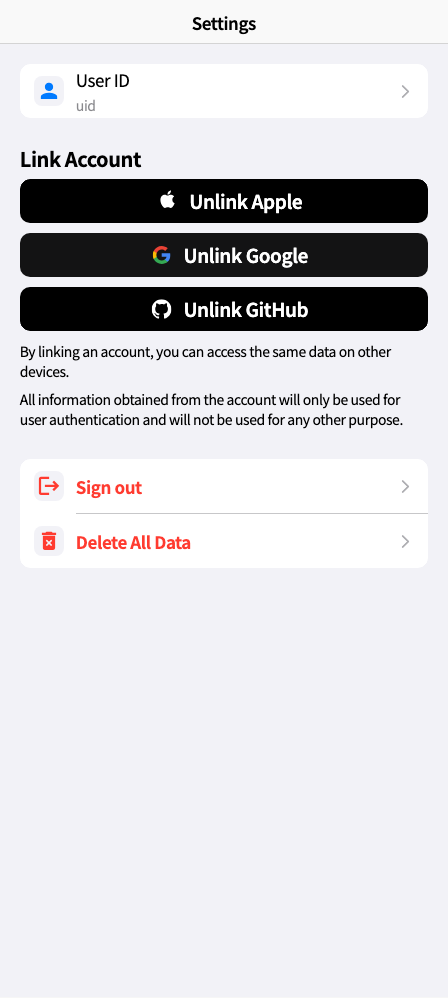 Settings
User ID
uid
Link Account
Unlink Apple
Unlink Google
Unlink GitHub
By linking an account, you can access the same data on other
devices.
All information obtained from the account will only be used for
user authentication and will not be used for any other purpose.
Sign out
Delete All Data